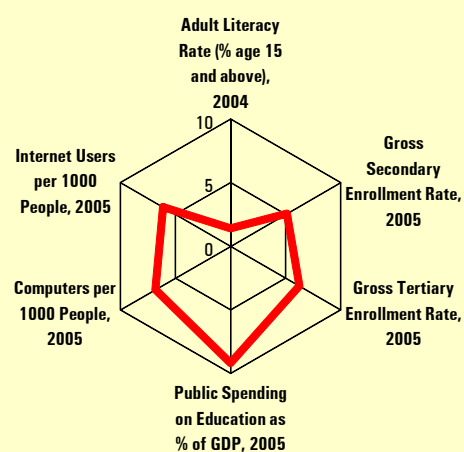 Adult Literacy
Rate (% age 15
and above),
2004
10
5
0
Gross
Secondary
Enrollment Rate,
2005
Gross Tertiary
Enrollment Rate,
2005
Public Spending
on Education as
% of GDP, 2005
Computers per
1000 People,
2005
Internet Users
per 1000
People, 2005